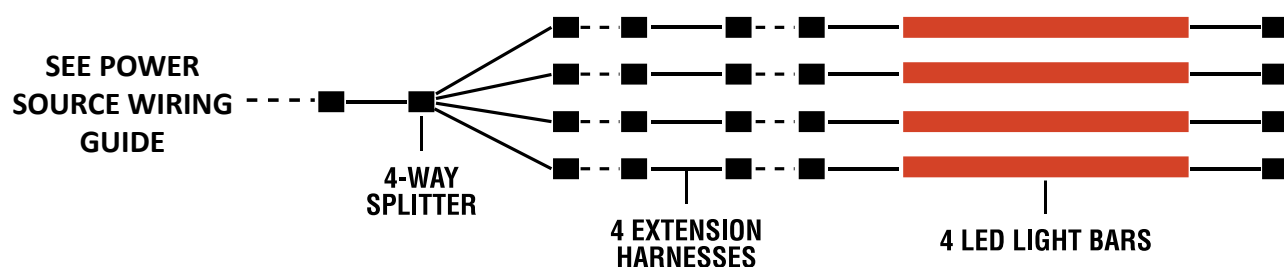 SEE POWER
SOURCE WIRING
GUIDE
4-WAY
SPLITTER
4 EXTENSION
HARNESSES
4 LED LIGHT BARS